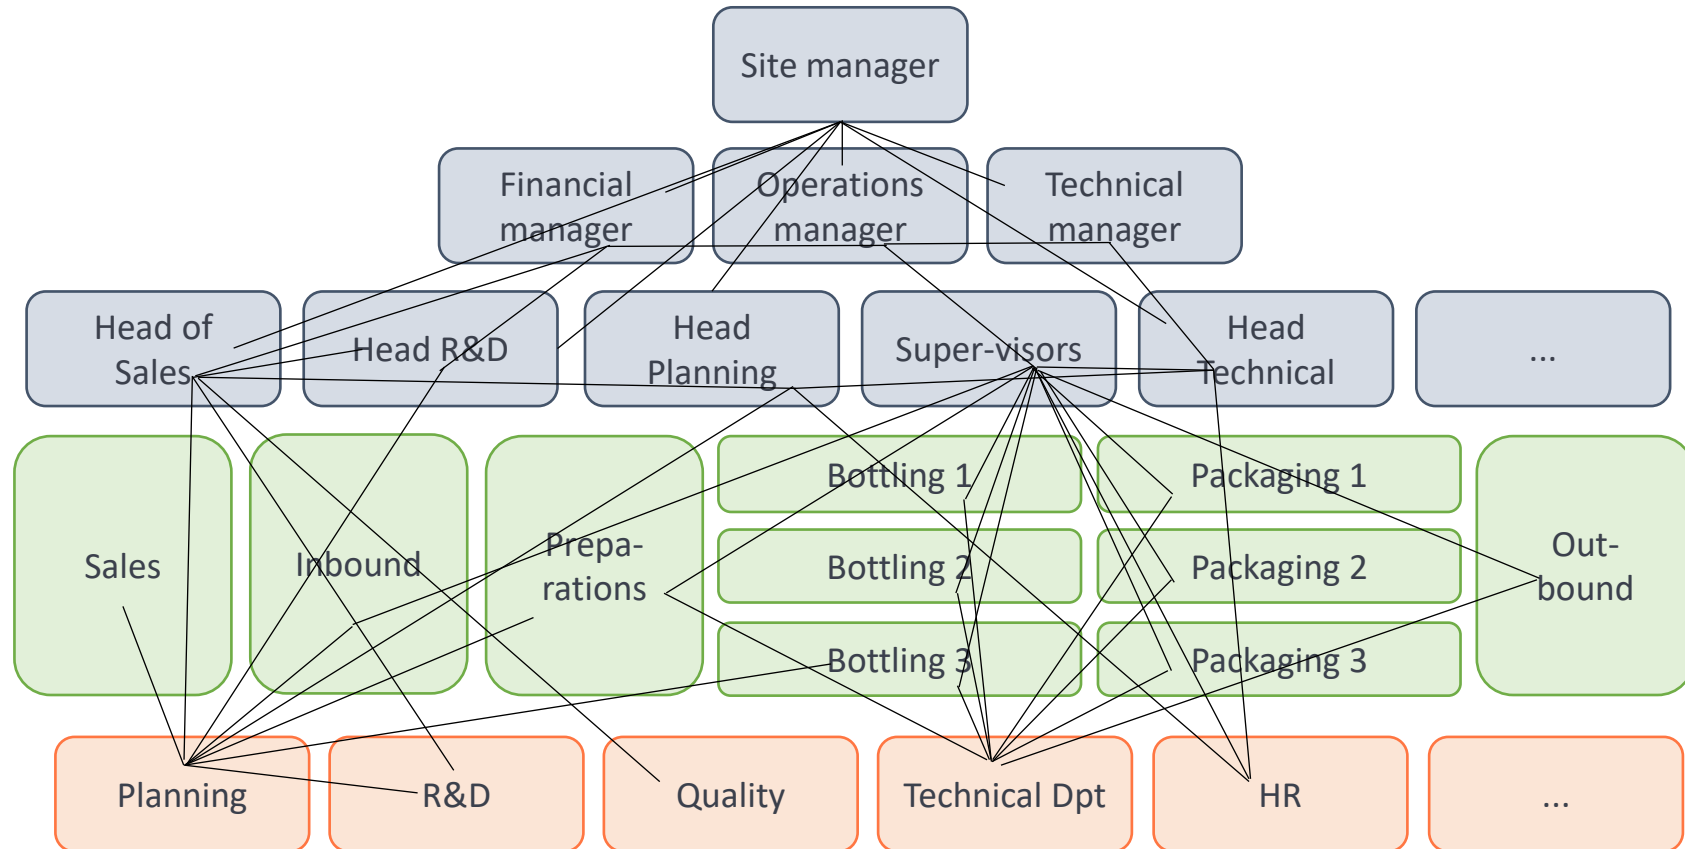 Site manager
Financial
manager
Operations
manager
Technical
manager
Head of
Sales
Head R&D
Head
Planning
Super-visors
Head
Technical
...
Sales
Inbound
Prepa-
rations
Bottling 1
Packaging 1
Bottling 2
Packaging 2
Bottling 3
Packaging 3
Out-
bound
Planning
R&D
Quality
Technical Dpt
HR
...